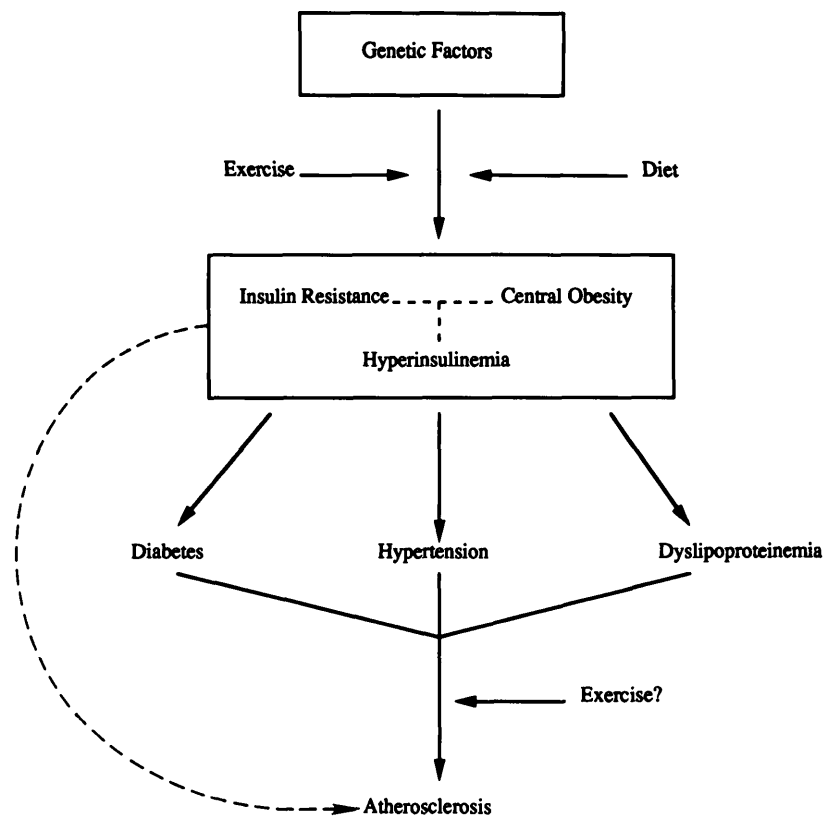 Genetic Factors
Exercise
Diet
Insulin Resistance
Central Obesity
Hyperinsulinemia
Diabetes
Hypertension
Dyslipoproteinemia
Exercise?
Atherosclerosis